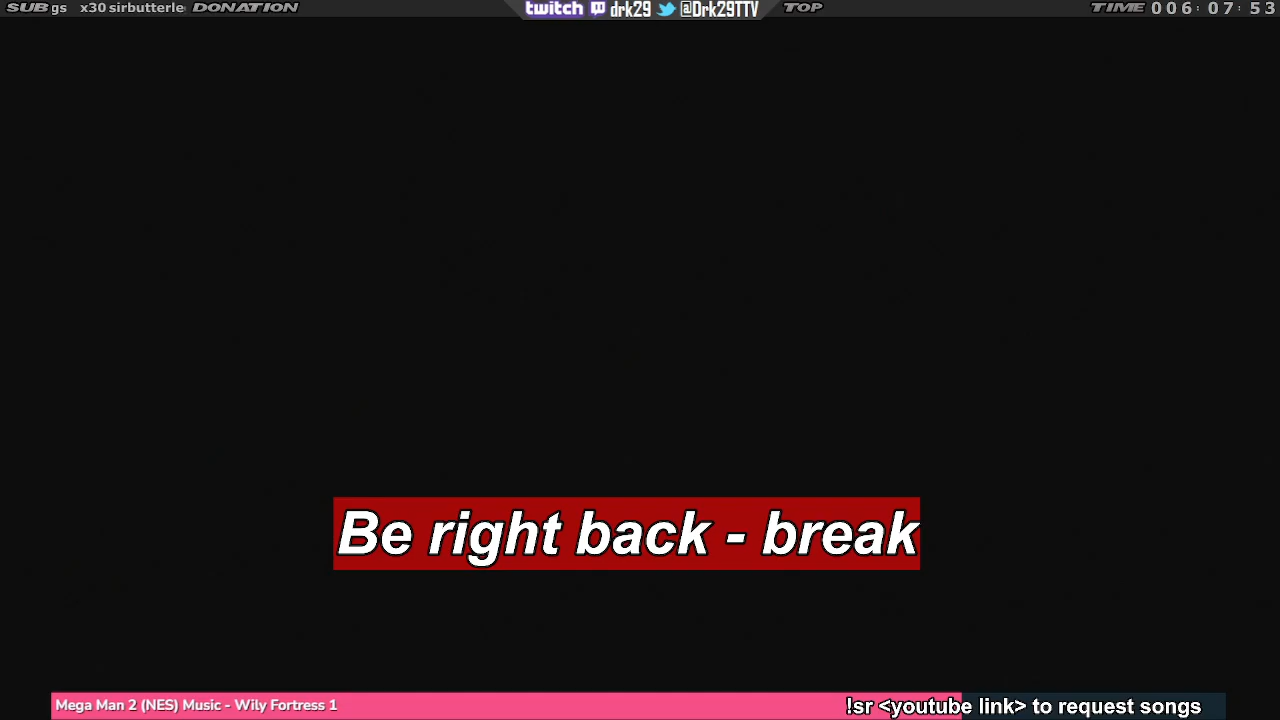 SUB gs x30 sirbutterle DONATION twitch drk29 @Drk29TTV TOP TIME 006:07:53
Be right back - break
Mega Man 2 (NES) Music - Wily Fortress 1 !sr <youtube link> to request songs